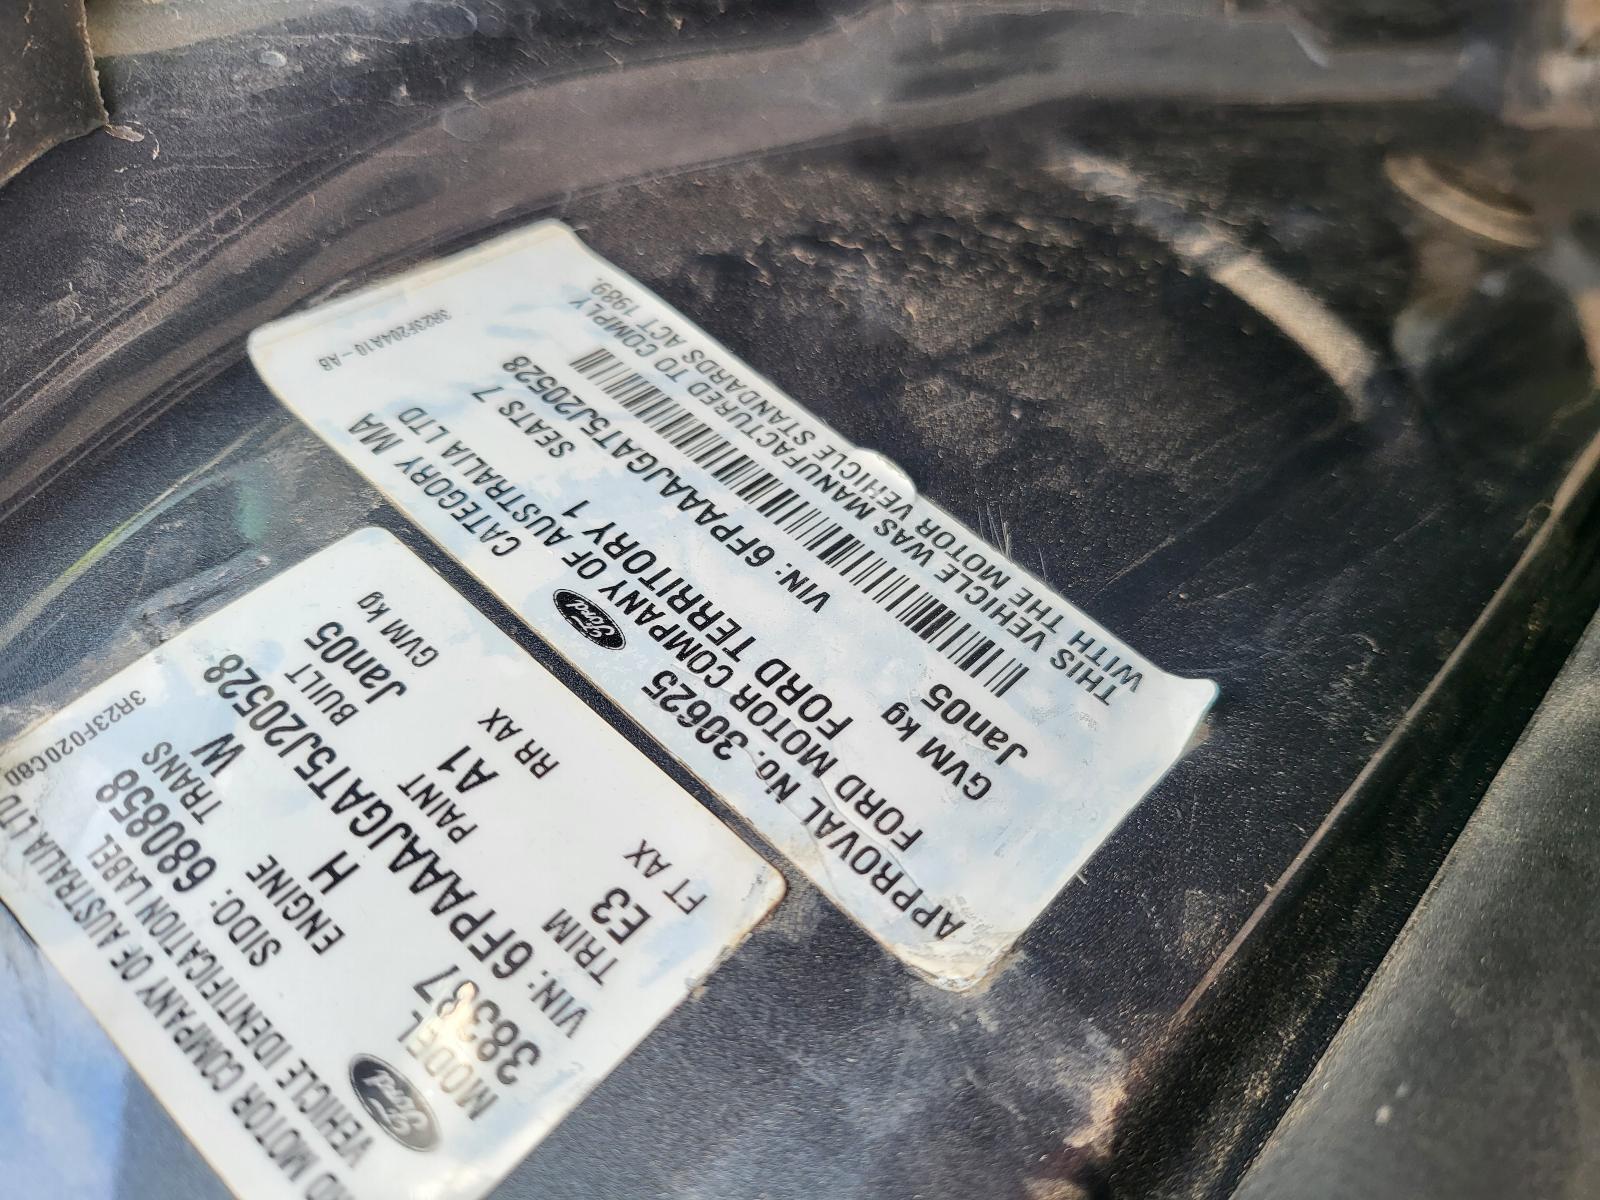 3R23F204A10-AB
APPROVAL No. 30625 CATEGORY MA
Ford FORD MOTOR COMPANY OF AUSTRALIA LTD
FORD TERRITORY 1 SEATS 7
GVM kg
Jan05 VIN: 6FPAAAJGAT5J20528
THIS VEHICLE WAS MANUFACTURED TO COMPLY
WITH THE MOTOR VEHICLE STANDARDS ACT 1989.
MOTOR COMPANY OF AUSTRALIA LTD. 3R23F020C80
Ford VEHICLE IDENTIFICATION LABEL
SIDO: 680858
MODEL ENGINE TRANS
H W
VIN: 6FPAAAJGAT5J20528
TRIM PAINT BUILT
E3 A1 Jan05
FT AX RR AX GVM kg